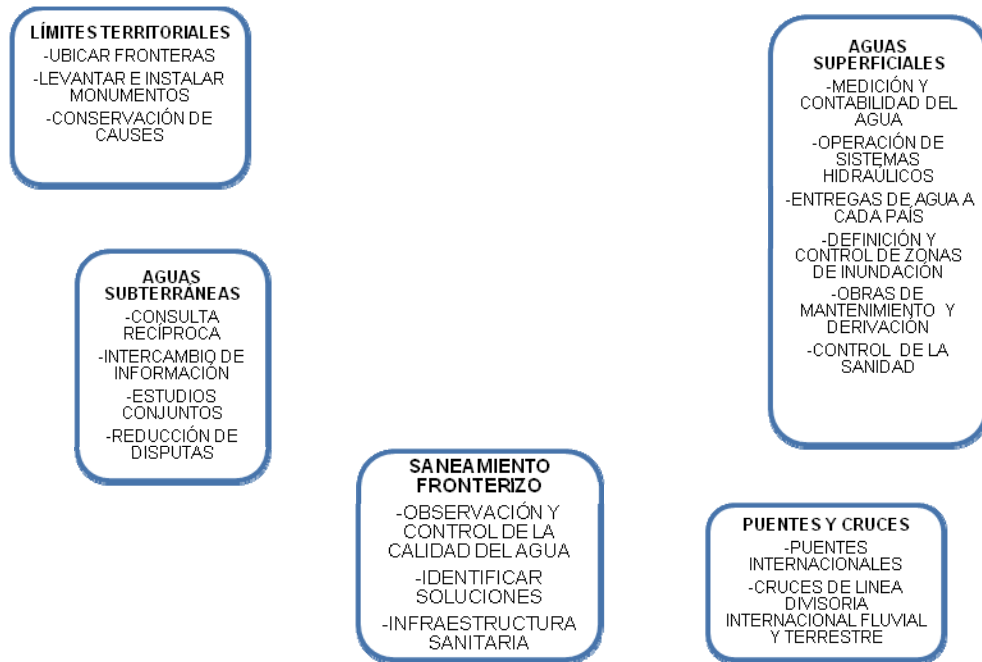 LÍMITES TERRITORIALES
-UBICAR FRONTERAS
-LEVANTAR E INSTALAR
MONUMENTOS
-CONSERVACIÓN DE
CAUSES
AGUAS
SUBTERRÁNEAS
-CONSULTA
RECÍPROCA
-INTERCAMBIO DE
INFORMACIÓN
-ESTUDIOS
CONJUNTOS
-REDUCCIÓN DE
DISPUTAS
SANEAMIENTO
FRONTERIZO
-OBSERVACIÓN Y
CONTROL DE LA
CALIDAD DEL AGUA
-IDENTIFICAR
SOLUCIONES
-INFRAESTRUCTURA
SANITARIA
AGUAS
SUPERFICIALES
-MEDICIÓN Y
CONTABILIDAD DEL
AGUA
-OPERACIÓN DE
SISTEMAS
HIDRAÚLICOS
-ENTREGAS DE AGUA A
CADA PAÍS
-DEFINICIÓN Y
CONTROL DE ZONAS
DE INUNDACIÓN
-OBRAS DE
MANTENIMIENTO Y
DERIVACIÓN
-CONTROL DE LA
SANIDAD
PUENTES Y CRUCES
-PUENTES
INTERNACIONALES
-CRUCES DE LINEA
DIVISORIA
INTERNACIONAL FLUVIAL
Y TERRESTRE